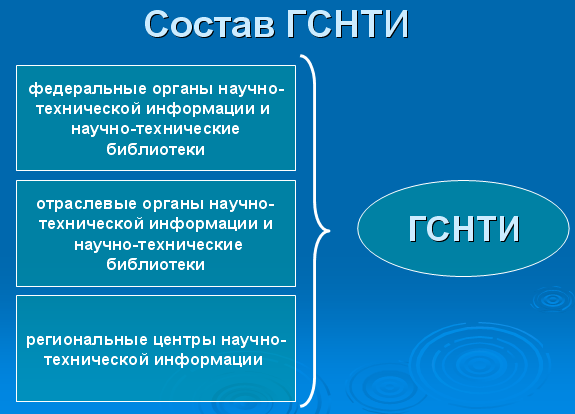 Состав ГСНТИ
федеральные органы научно-
технической информации и
научно-технические
библиотеки
отраслевые органы научно-
технической информации и
научно-технические
библиотеки
региональные центры научно-
технической информации
ГСНТИ